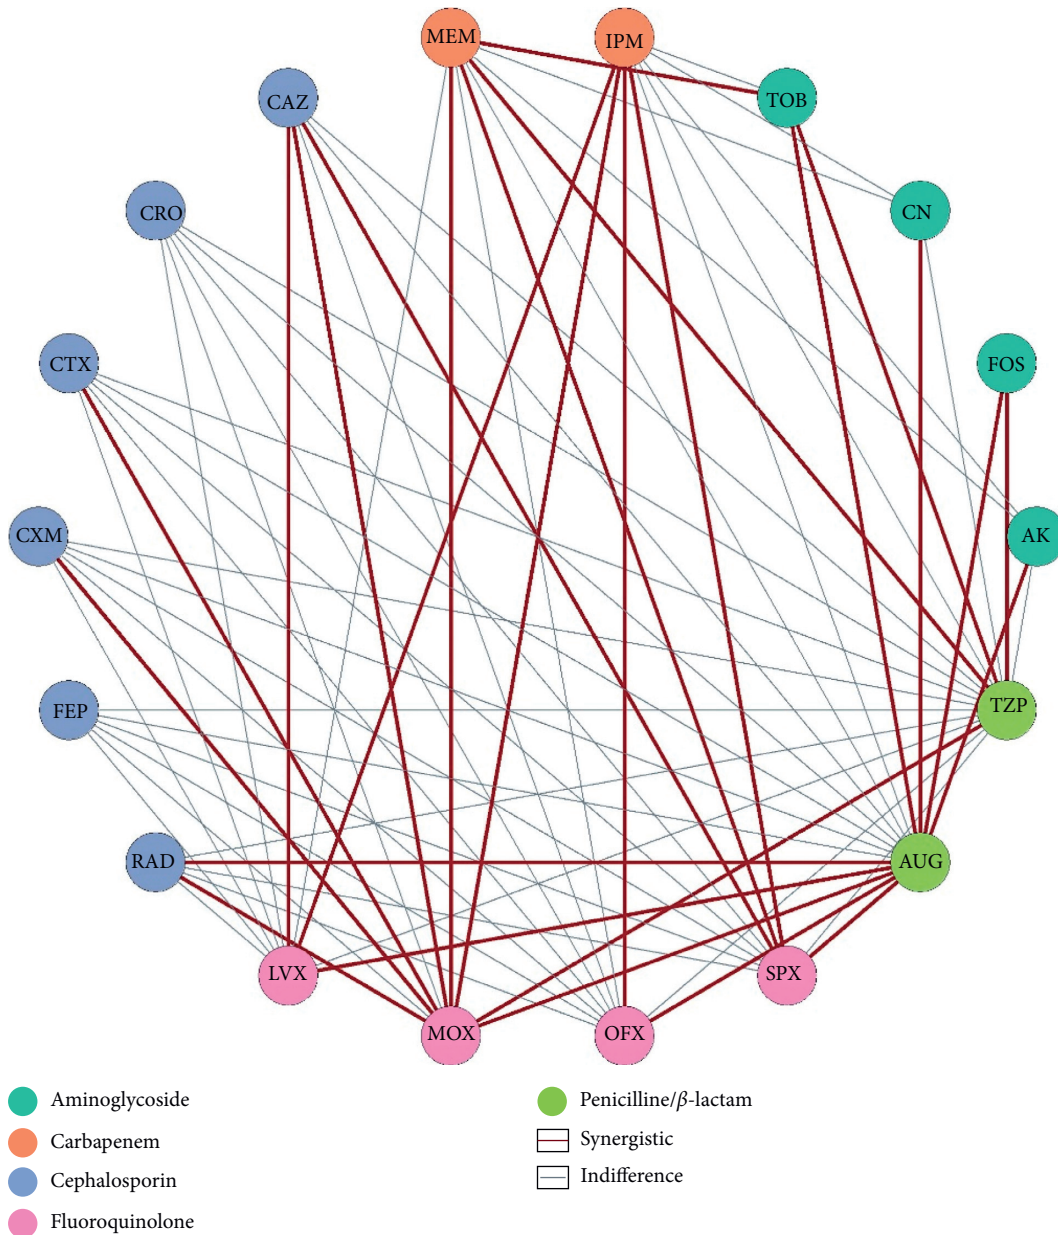 MEM
IPM
CAZ
TOB
CRO
CN
CTX
FOS
CXM
AK
FEP
TZP
RAD
AUG
LVX
SPX
MOX
OFX
Aminoglycoside
Carbapenem
Cephalosporin
Fluoroquinolone
Penicilline/β-lactam
Synergistic
Indifference